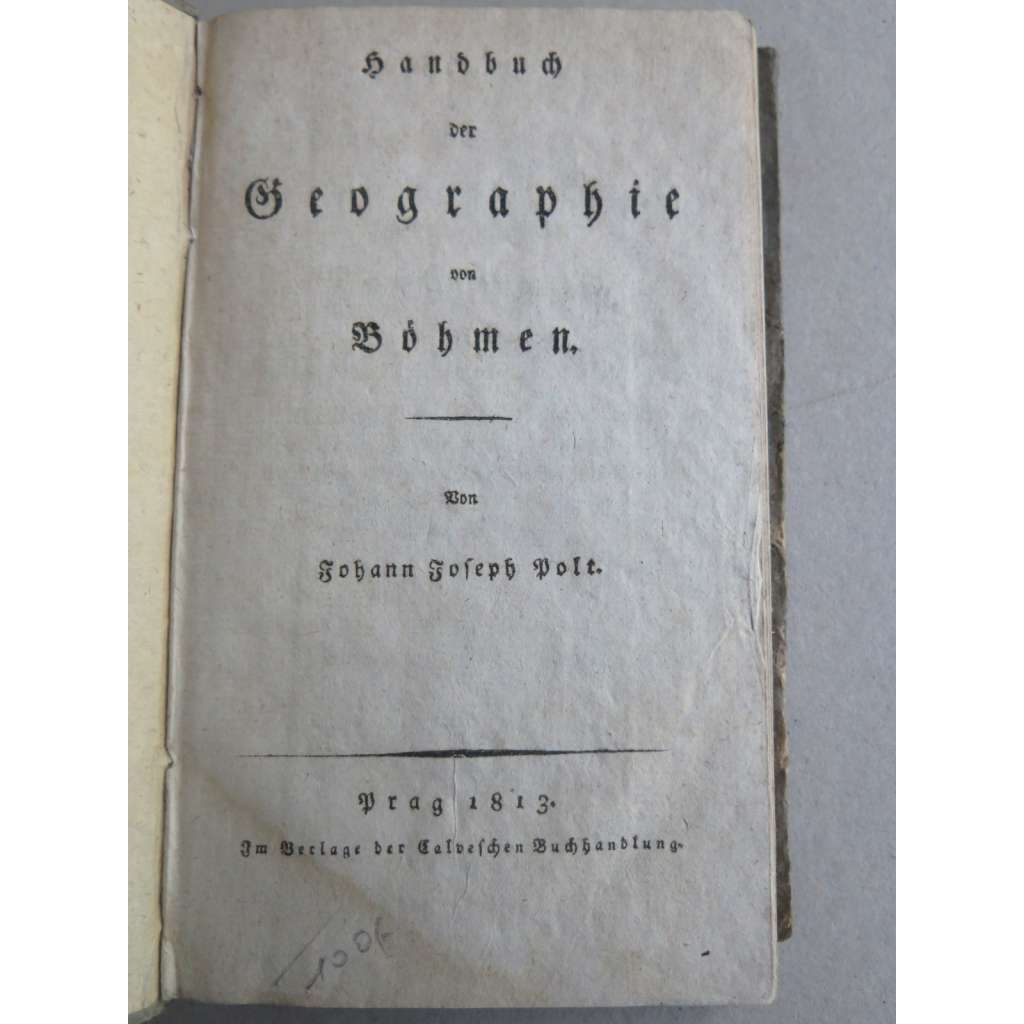 Handbuch
der
Geographie
von
Böhmen.
Von
Johann Joseph Polt.
Prag 1813.
Im Verlage der Calveschen Buchhandlung.